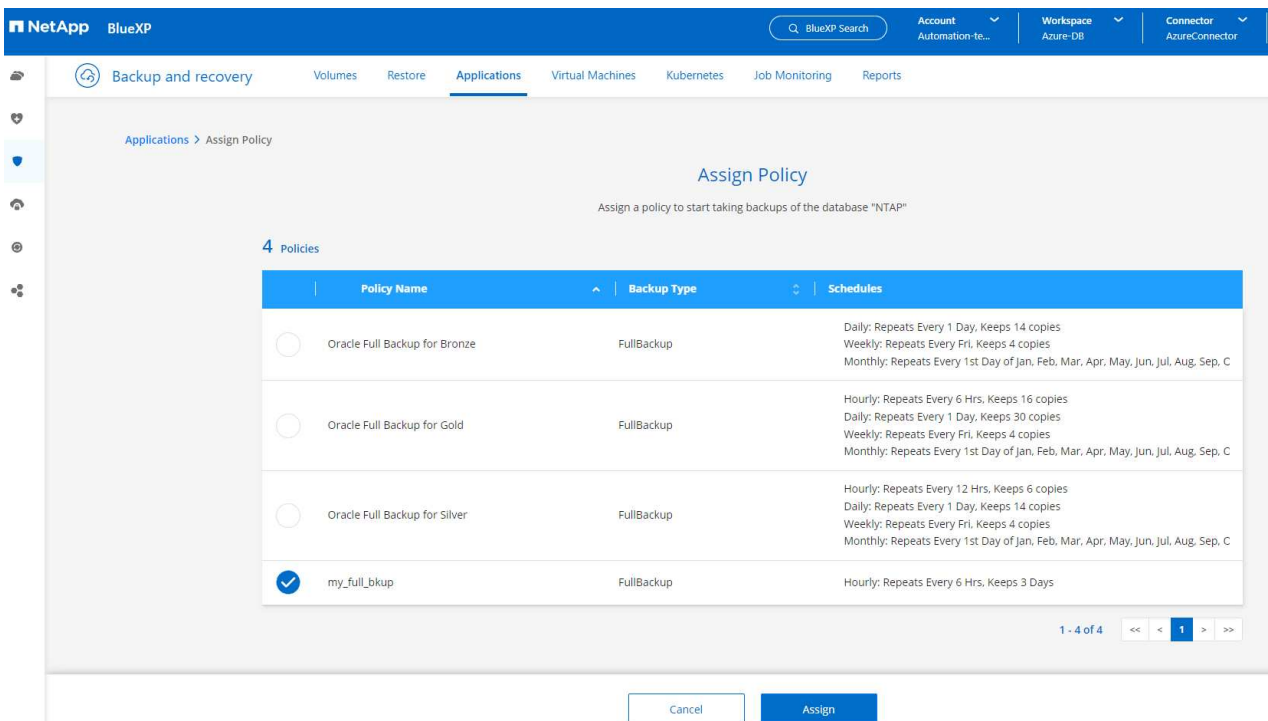 NetApp BlueXP
BlueXP Search
Account
Automation-te...
Workspace
Azure-DB
Connector
AzureConnector
Backup and recovery
Volumes
Restore
Applications
Virtual Machines
Kubernetes
Job Monitoring
Reports
Applications > Assign Policy
Assign Policy
Assign a policy to start taking backups of the database "NTAP"
4 Policies
Policy Name
Backup Type
Schedules
Oracle Full Backup for Bronze
FullBackup
Daily: Repeats Every 1 Day, Keeps 14 copies
Weekly: Repeats Every Fri, Keeps 4 copies
Monthly: Repeats Every 1st Day of Jan, Feb, Mar, Apr, May, Jun, Jul, Aug, Sep, O
Oracle Full Backup for Gold
FullBackup
Hourly: Repeats Every 6 Hrs, Keeps 16 copies
Daily: Repeats Every 1 Day, Keeps 30 copies
Weekly: Repeats Every Fri, Keeps 4 copies
Monthly: Repeats Every 1st Day of Jan, Feb, Mar, Apr, May, Jun, Jul, Aug, Sep, O
Oracle Full Backup for Silver
FullBackup
Hourly: Repeats Every 12 Hrs, Keeps 6 copies
Daily: Repeats Every 1 Day, Keeps 14 copies
Weekly: Repeats Every Fri, Keeps 4 copies
Monthly: Repeats Every 1st Day of Jan, Feb, Mar, Apr, May, Jun, Jul, Aug, Sep, O
my_full_bkup
FullBackup
Hourly: Repeats Every 6 Hrs, Keeps 3 Days
1 - 4 of 4
<< < 1 > >>
Cancel
Assign